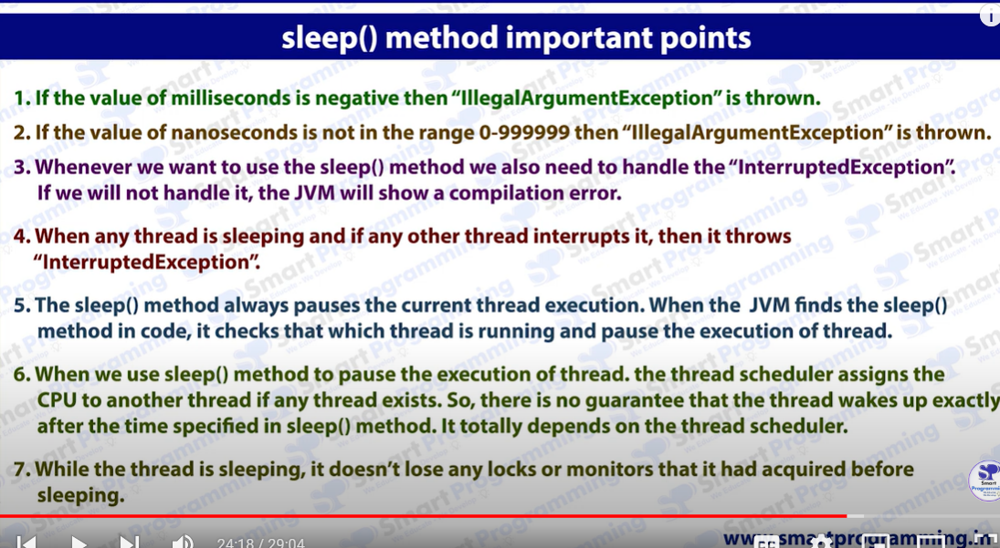 sleep() method important points
1. If the value of milliseconds is negative then “IllegalArgumentException” is thrown.
2. If the value of nanoseconds is not in the range 0-999999 then “IllegalArgumentException” is thrown.
3. Whenever we want to use the sleep() method we also need to handle the “InterruptedException”.
If we will not handle it, the JVM will show a compilation error.
4. When any thread is sleeping and if any other thread interrupts it, then it throws
“InterruptedException”.
5. The sleep() method always pauses the current thread execution. When the JVM finds the sleep()
method in code, it checks that which thread is running and pause the execution of thread.
6. When we use sleep() method to pause the execution of thread. the thread scheduler assigns the
CPU to another thread if any thread exists. So, there is no guarantee that the thread wakes up exactly
after the time specified in sleep() method. It totally depends on the thread scheduler.
7. While the thread is sleeping, it doesn’t lose any locks or monitors that it had acquired before
sleeping.
24:18 / 29:04
Smart Programming